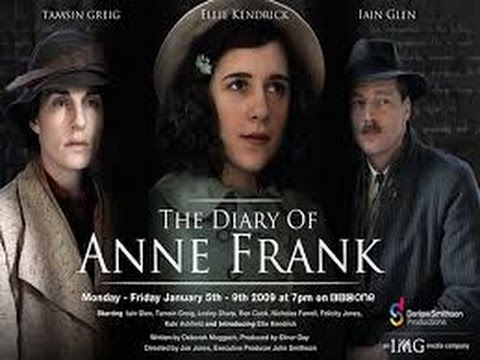 TAMSIN GREIG
ELLIE KENDRICK
IAIN GLEN
THE DIARY OF
ANNE FRANK
Monday - Friday January 5th - 9th 2009 at 7pm on BBC one
Starring Iain Glen, Tamsin Greig, Lesley Sharp, Ron Cook, Nicholas Farrell, Felicity Jones,
Kate Ashfield and Introducing Ellie Kendrick
Written by Deborah Moggach, Produced by Elinor Day
Directed by Jon Jones, Executive Producer John Smithson
DarlowSmithson
Productions
an IMG media company